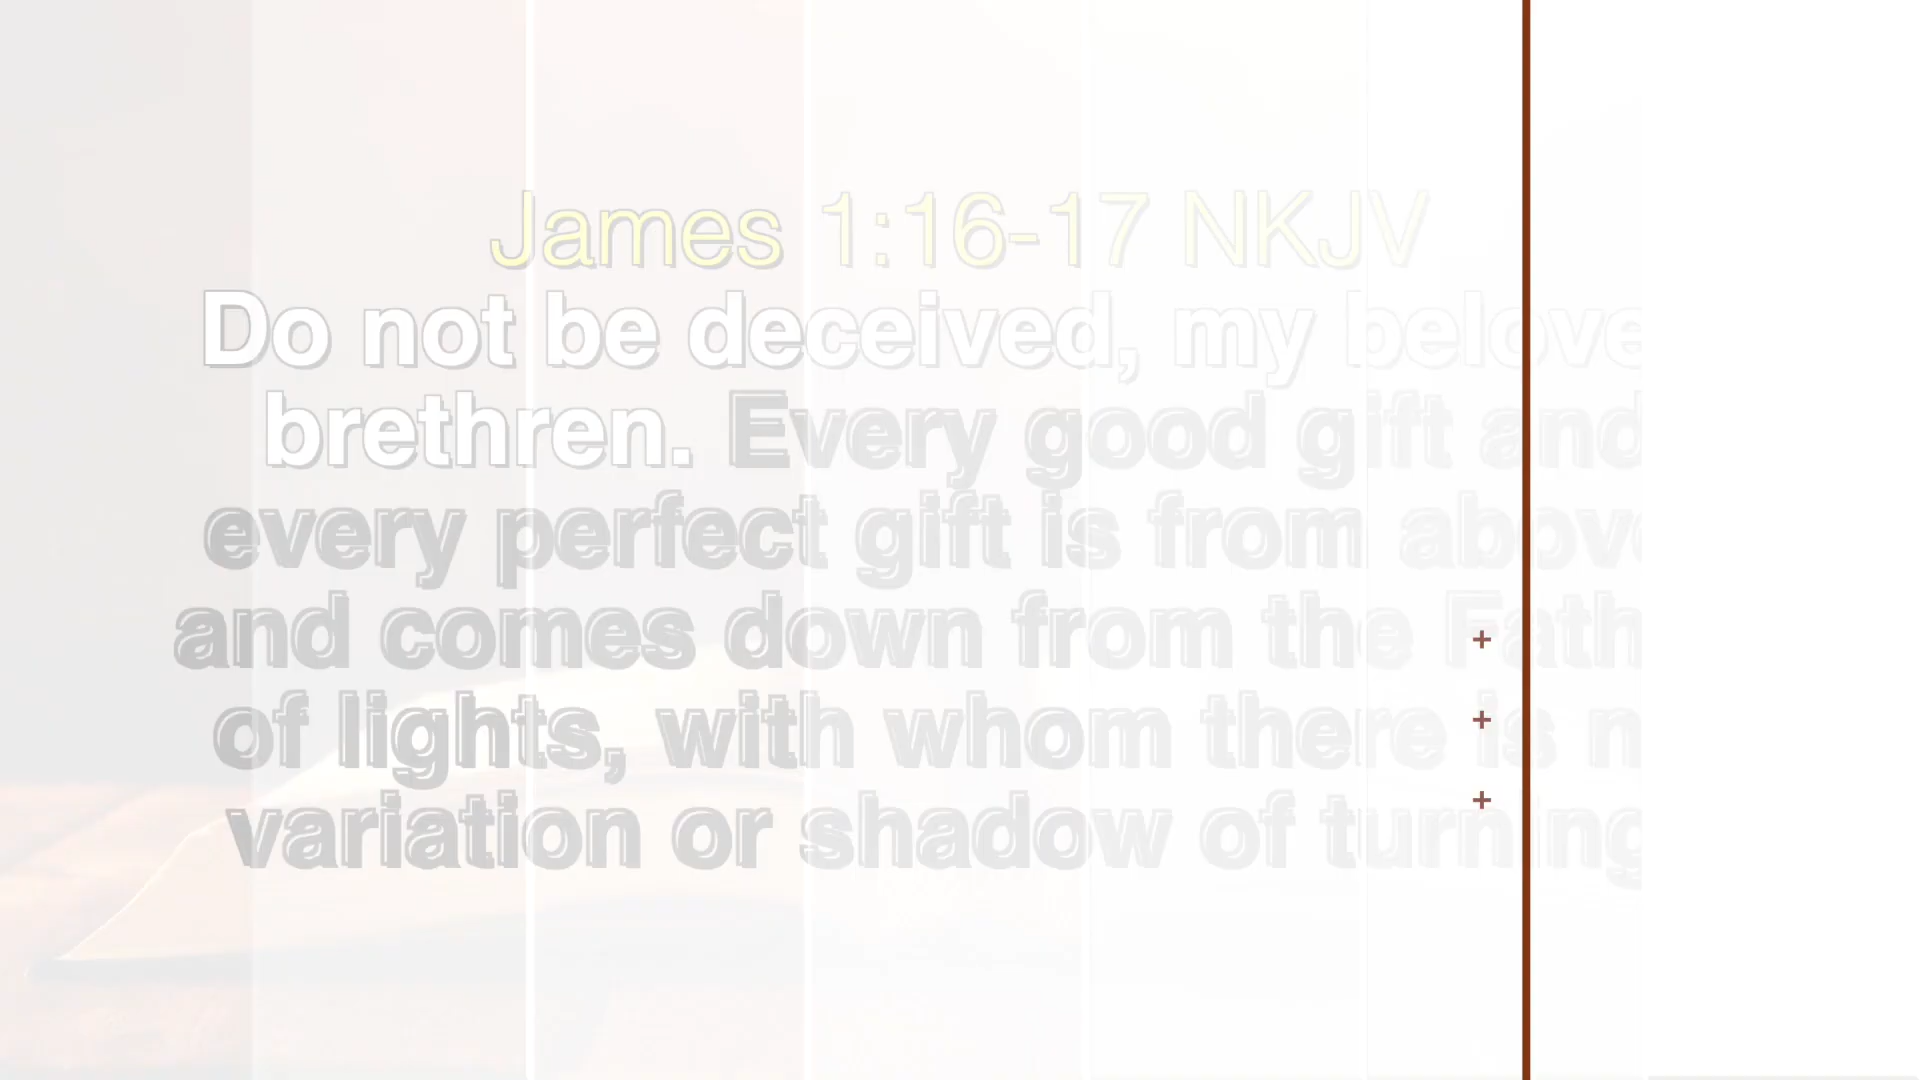 James 1:16-17 NKJV
Do not be deceived, my belove
brethren. Every good gift and
every perfect gift is from above
and comes down from the Fath
of lights, with whom there is n
variation or shadow of turning